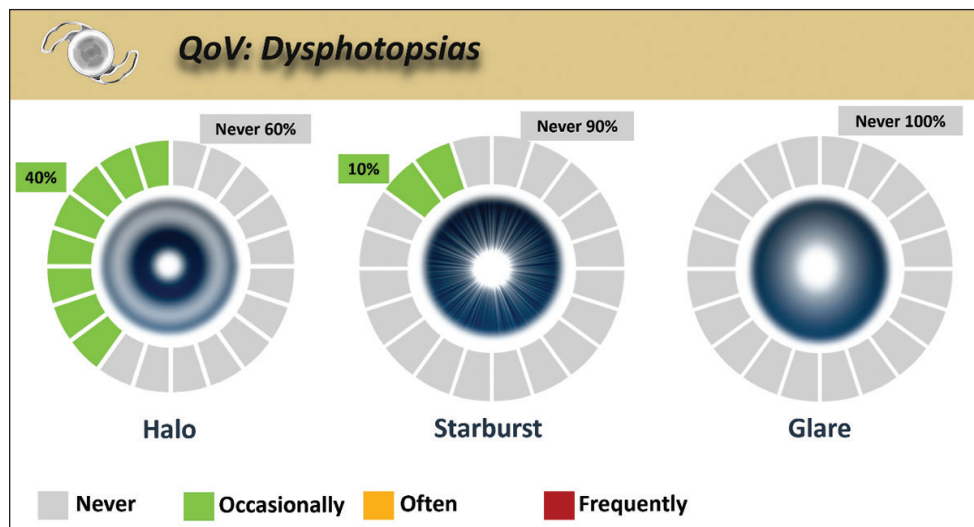 QoV: Dysphotopsias
Never 60%
40%
Never 90%
10%
Never 100%
Halo
Starburst
Glare
Never
Occasionally
Often
Frequently